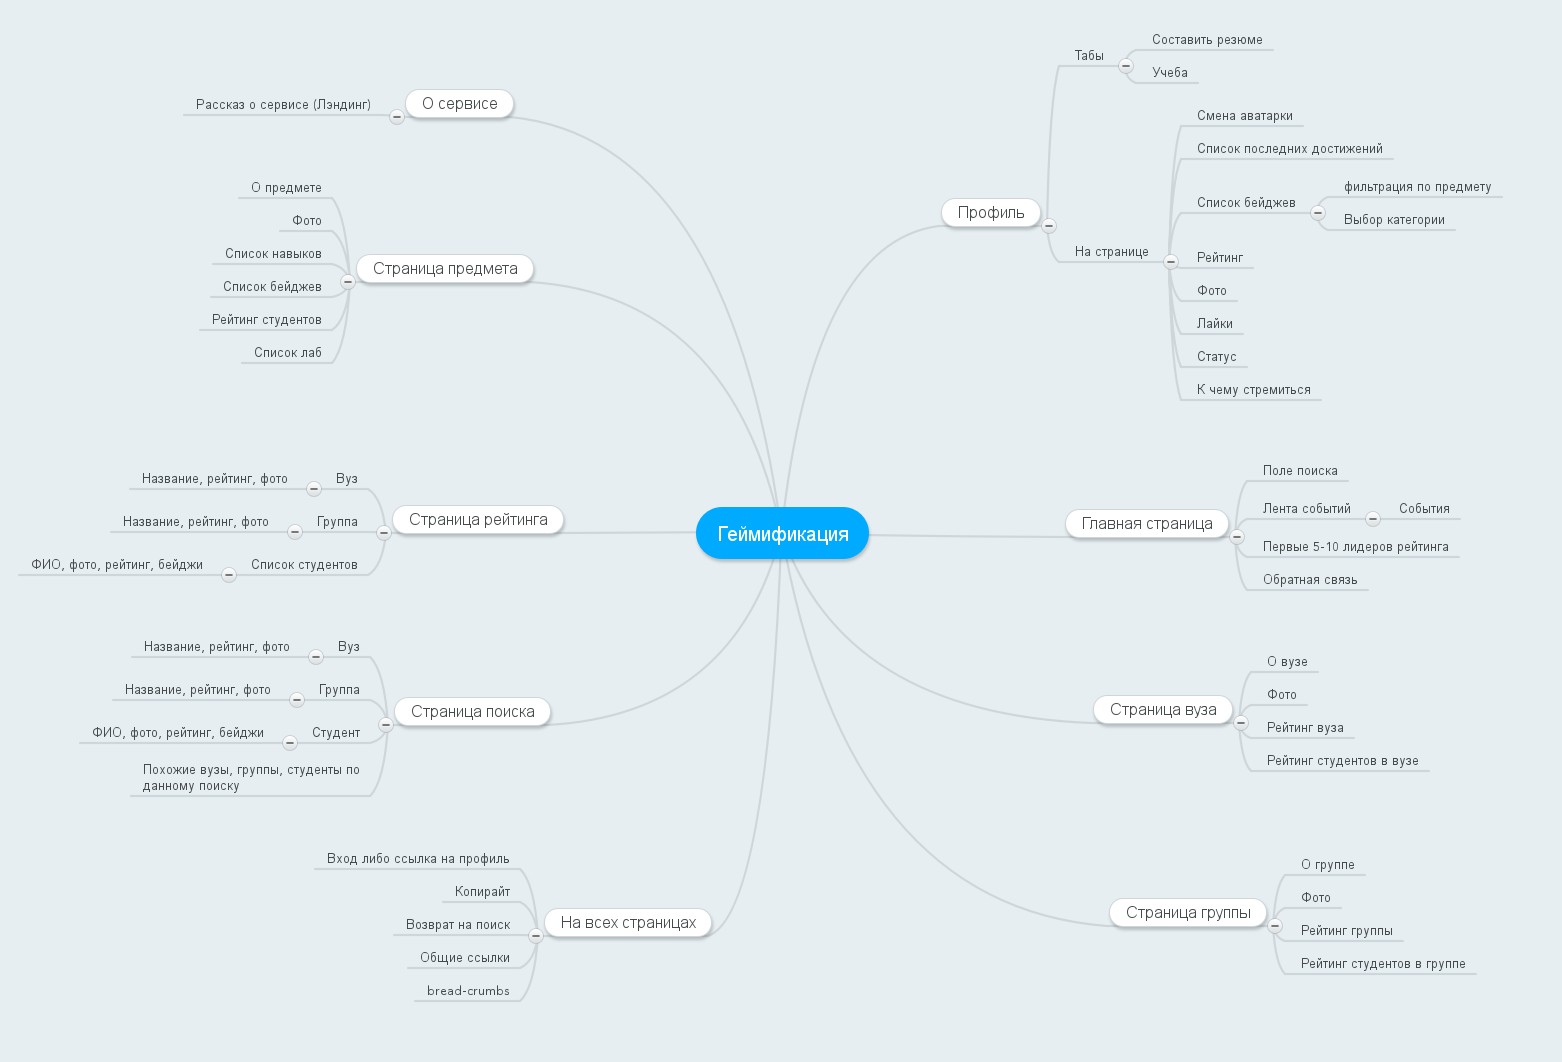 Геймификация
О сервисе
Рассказ о сервисе (Лэндинг)
Страница предмета
О предмете
Фото
Список навыков
Список бейджев
Рейтинг студентов
Список лаб
Страница рейтинга
Вуз
Название, рейтинг, фото
Группа
Название, рейтинг, фото
Список студентов
ФИО, фото, рейтинг, бейджи
Страница поиска
Вуз
Название, рейтинг, фото
Группа
Название, рейтинг, фото
Студент
ФИО, фото, рейтинг, бейджи
Похожие вузы, группы, студенты по
данному поиску
На всех страницах
Вход либо ссылка на профиль
Копирайт
Возврат на поиск
Общие ссылки
bread-crumbs
Профиль
Табы
Составить резюме
Учеба
На странице
Смена аватарки
Список последних достижений
Список бейджев
фильтрация по предмету
Выбор категории
Рейтинг
Фото
Лайки
Статус
К чему стремиться
Главная страница
Поле поиска
Лента событий
События
Первые 5-10 лидеров рейтинга
Обратная связь
Страница вуза
О вузе
Фото
Рейтинг вуза
Рейтинг студентов в вузе
Страница группы
О группе
Фото
Рейтинг группы
Рейтинг студентов в группе